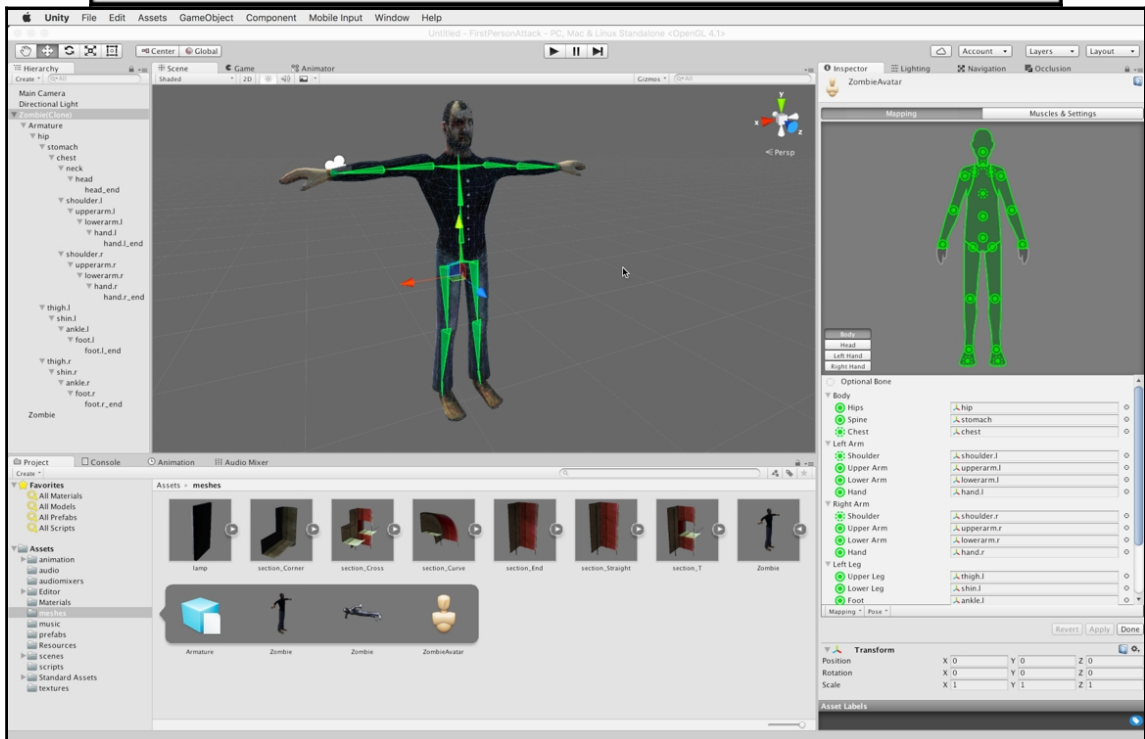 Unity File Edit Assets GameObject Component Mobile Input Window Help
Untitled - FirstPersonAttack - PC, Mac & Linux Standalone <OpenGL 4.1>
Center Global
Account Layers Layout
Hierarchy
Create All
Main Camera
Directional Light
Zombie(Clone)
Armature
hip
stomach
chest
neck
head
head_end
shoulder.l
upperarm.l
lowerarm.l
hand.l
hand.l_end
shoulder.r
upperarm.r
lowerarm.r
hand.r
hand.r_end
thigh.l
shin.l
ankle.l
foot.l
foot.l_end
thigh.r
shin.r
ankle.r
foot.r
foot.r_end
Zombie
Scene Game Animator
Shaded 2D Gizmos All
y
x
z
Persp
Inspector Lighting Navigation Occlusion
ZombieAvatar
Mapping Muscles & Settings
Body
Head
Left Hand
Right Hand
Optional Bone
Body
Hips hip
Spine stomach
Chest chest
Left Arm
Shoulder shoulder.l
Upper Arm upperarm.l
Lower Arm lowerarm.l
Hand hand.l
Right Arm
Shoulder shoulder.r
Upper Arm upperarm.r
Lower Arm lowerarm.r
Hand hand.r
Left Leg
Upper Leg thigh.l
Lower Leg shin.l
Foot ankle.l
Mapping Pose
Revert Apply Done
Transform
Position X 0 Y 0 Z 0
Rotation X 0 Y 0 Z 0
Scale X 1 Y 1 Z 1
Asset Labels
Project Console Animation Audio Mixer
Create
Favorites
All Materials
All Models
All Prefabs
All Scripts
Assets
animation
audio
audiomixers
Editor
Materials
meshes
music
prefabs
Resources
scenes
scripts
Standard Assets
textures
Assets meshes
lamp section_Corner section_Cross section_Curve section_End section_Straight section_T Zombie
Armature Zombie Zombie ZombieAvatar